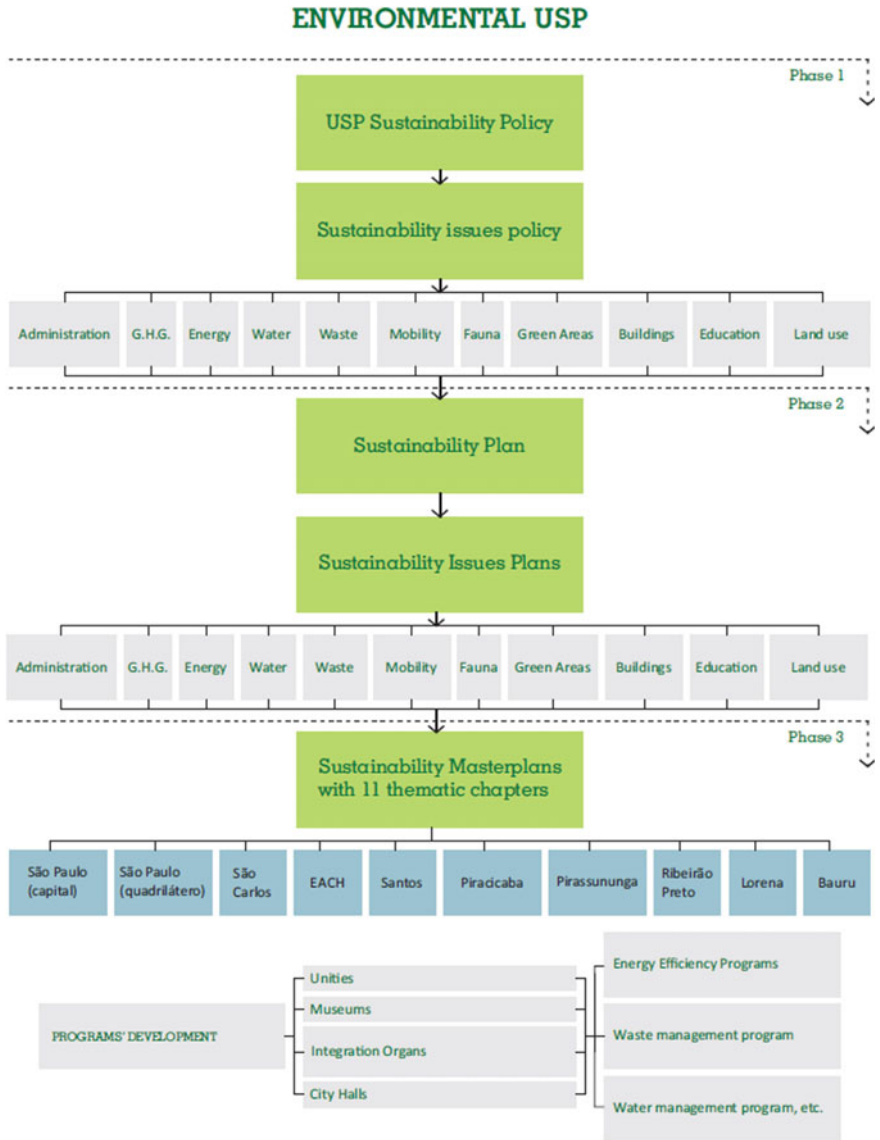 ENVIRONMENTAL USP
Phase 1
USP Sustainability Policy
Sustainability issues policy
Administration
G.H.G.
Energy
Water
Waste
Mobility
Fauna
Green Areas
Buildings
Education
Land use
Phase 2
Sustainability Plan
Sustainability Issues Plans
Administration
G.H.G.
Energy
Water
Waste
Mobility
Fauna
Green Areas
Buildings
Education
Land use
Phase 3
Sustainability Masterplans
with 11 thematic chapters
São Paulo
(capital)
São Paulo
(quadrilátero)
São
Carlos
EACH
Santos
Piracicaba
Pirassununga
Ribeirão
Preto
Lorena
Bauru
PROGRAMS' DEVELOPMENT
Unities
Museums
Integration Organs
City Halls
Energy Efficiency Programs
Waste management program
Water management program, etc.